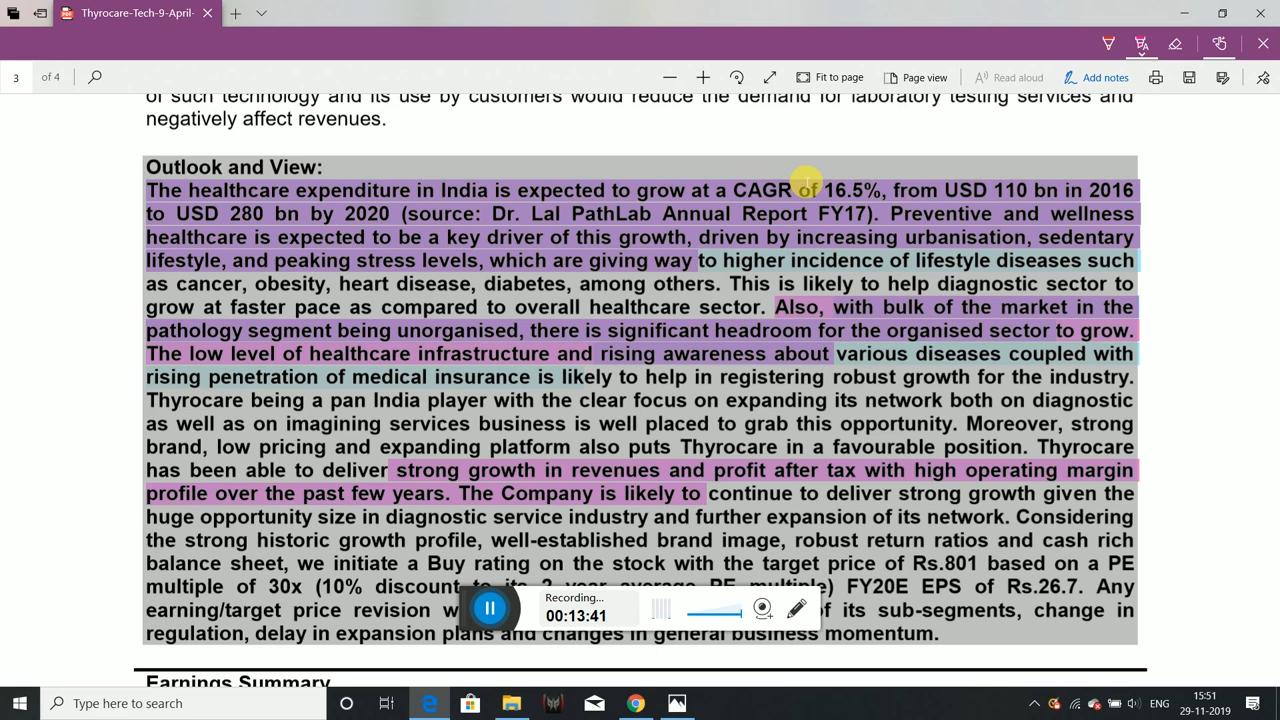 Thyrocare-Tech-9-April-
3 of 4
Fit to page
Page view
Read aloud
Add notes
of such technology and its use by customers would reduce the demand for laboratory testing services and
negatively affect revenues.
Outlook and View:
The healthcare expenditure in India is expected to grow at a CAGR of 16.5%, from USD 110 bn in 2016
to USD 280 bn by 2020 (source: Dr. Lal PathLab Annual Report FY17). Preventive and wellness
healthcare is expected to be a key driver of this growth, driven by increasing urbanisation, sedentary
lifestyle, and peaking stress levels, which are giving way to higher incidence of lifestyle diseases such
as cancer, obesity, heart disease, diabetes, among others. This is likely to help diagnostic sector to
grow at faster pace as compared to overall healthcare sector. Also, with bulk of the market in the
pathology segment being unorganised, there is significant headroom for the organised sector to grow.
The low level of healthcare infrastructure and rising awareness about various diseases coupled with
rising penetration of medical insurance is likely to help in registering robust growth for the industry.
Thyrocare being a pan India player with the clear focus on expanding its network both on diagnostic
as well as on imagining services business is well placed to grab this opportunity. Moreover, strong
brand, low pricing and expanding platform also puts Thyrocare in a favourable position. Thyrocare
has been able to deliver strong growth in revenues and profit after tax with high operating margin
profile over the past few years. The Company is likely to continue to deliver strong growth given the
huge opportunity size in diagnostic service industry and further expansion of its network. Considering
the strong historic growth profile, well-established brand image, robust return ratios and cash rich
balance sheet, we initiate a Buy rating on the stock with the target price of Rs.801 based on a PE
multiple of 30x (10% discount to its 2 year average PE multiple) FY20E EPS of Rs.26.7. Any
earning/target price revision of its sub-segments, change in
regulation, delay in expansion plans and changes in general business momentum.
Recording...
00:13:41
Earnings Summary
Type here to search
ENG
15:51
29-11-2019